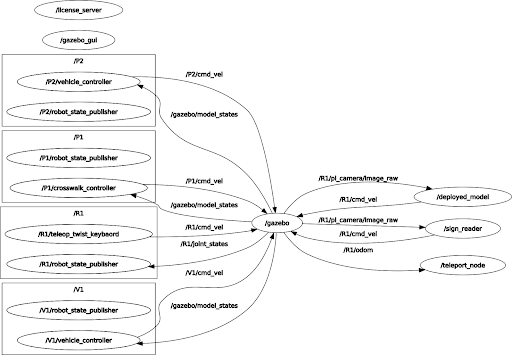 /license_server
/gazebo_gui
/P2
/P2/vehicle_controller
/P2/cmd_vel
/P2/robot_state_publisher
/gazebo/model_states
/P1
/P1/robot_state_publisher
/P1/crosswalk_controller
/P1/cmd_vel
/gazebo/model_states
/R1
/R1/teleop_twist_keybaord
/R1/cmd_vel
/R1/joint_states
/R1/robot_state_publisher
/V1
/V1/cmd_vel
/V1/robot_state_publisher
/gazebo/model_states
/V1/vehicle_controller
/gazebo
/R1/pi_camera/image_raw
/R1/cmd_vel
/deployed_model
/R1/pi_camera/image_raw
/R1/cmd_vel
/sign_reader
/R1/odom
/teleport_node